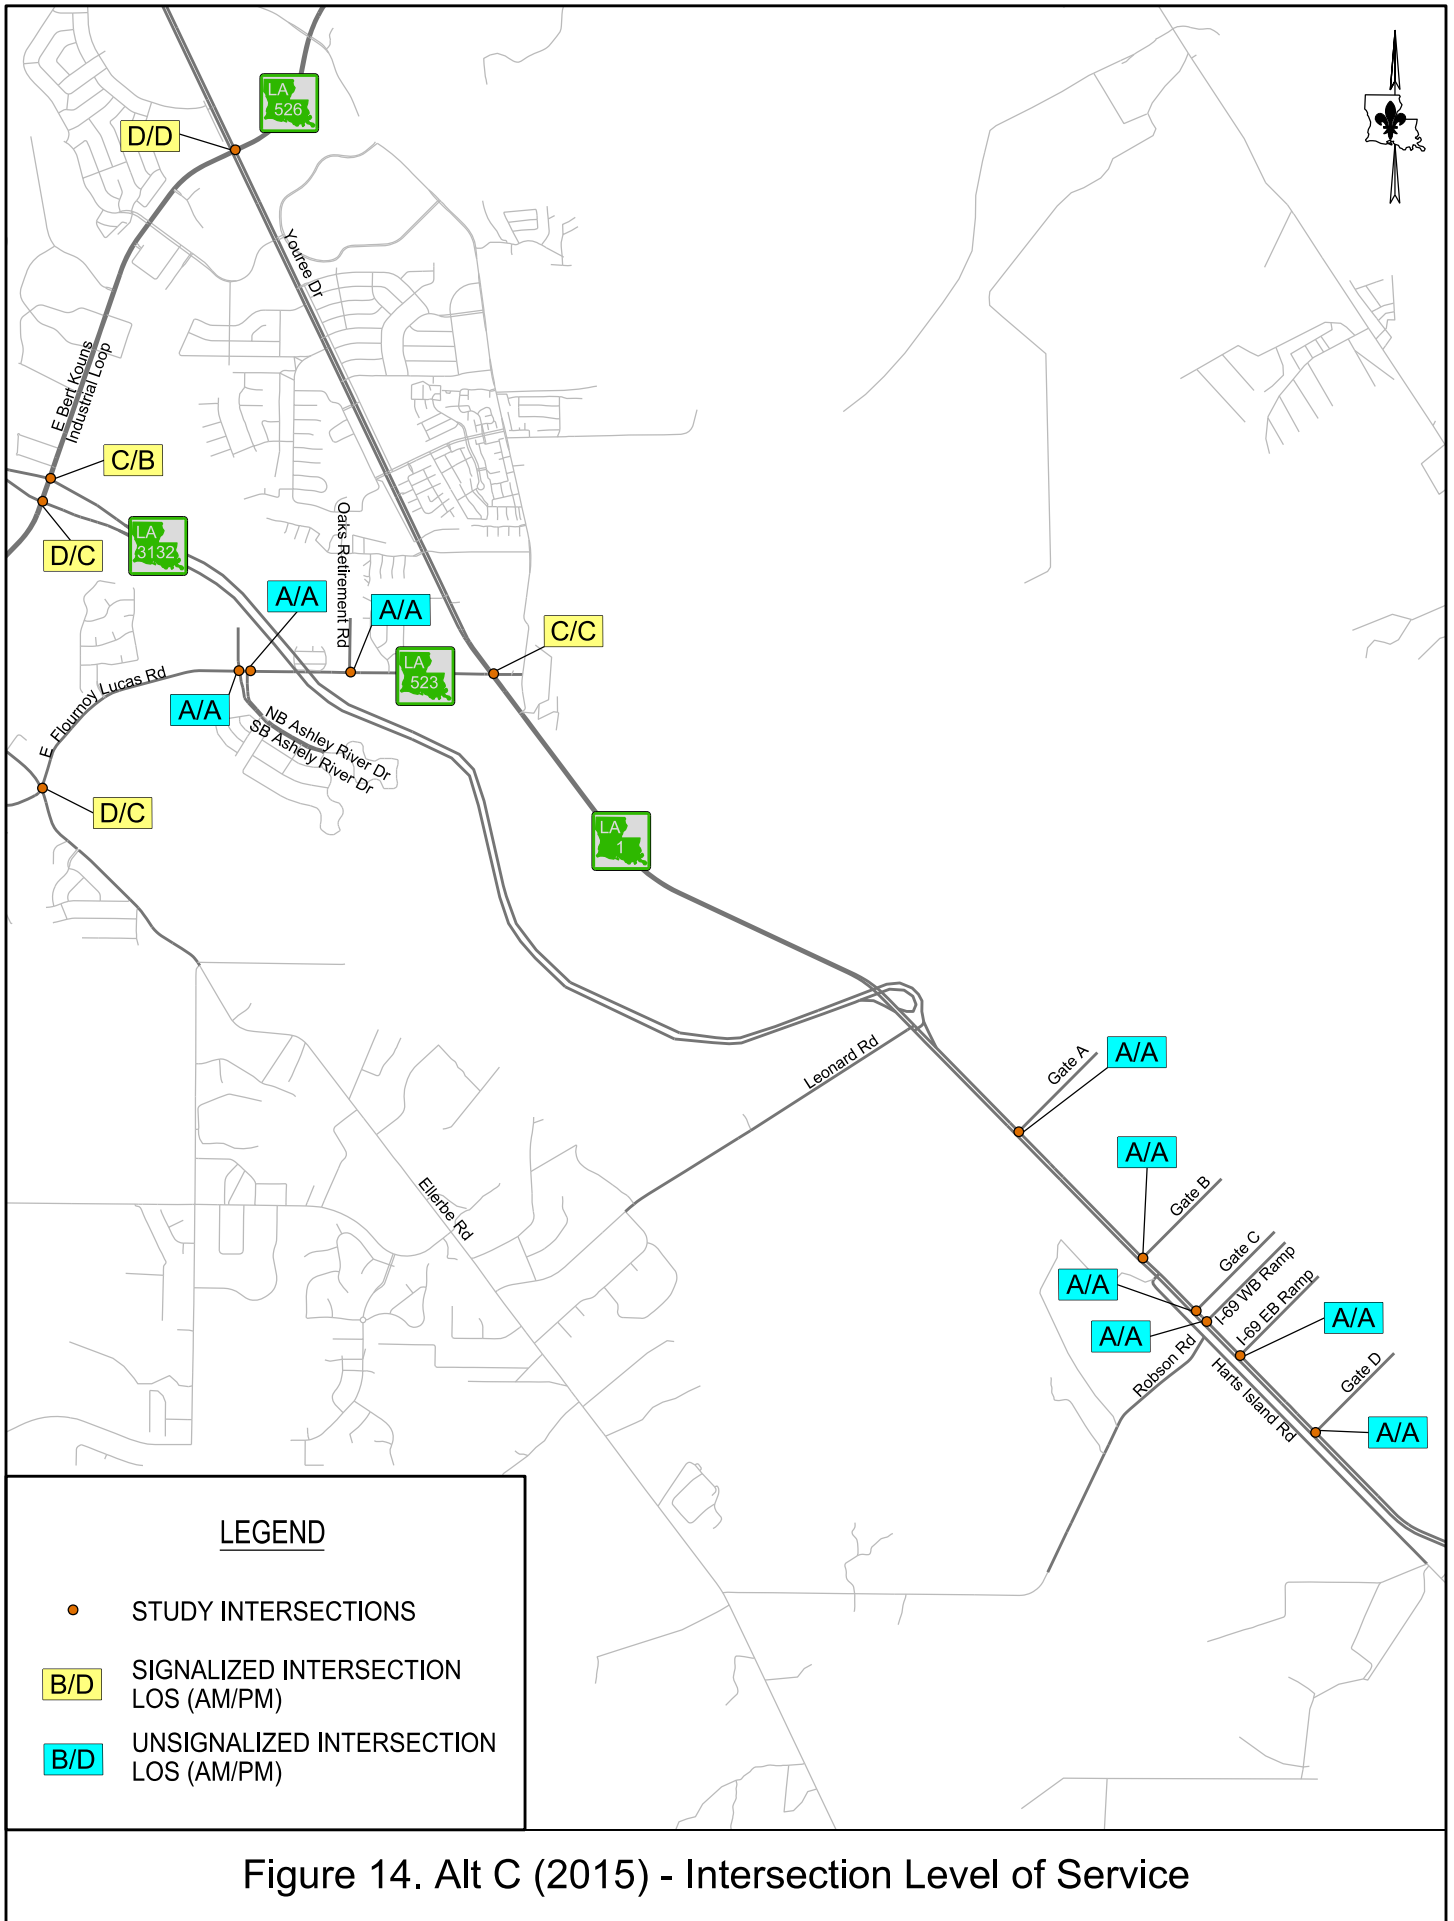 LA
526
D/D
Youree Dr
E Bert Kouns
Industrial Loop
C/B
D/C
LA
3132
Oaks Retirement Rd
A/A
A/A
C/C
LA
523
E Flournoy Lucas Rd
A/A
NB Ashley River Dr
SB Ashely River Dr
D/C
LA
1
Leonard Rd
Gate A
A/A
A/A
Gate B
Ellerbe Rd
Gate C
I-69 WB Ramp
I-69 EB Ramp
A/A
A/A
A/A
Robson Rd
Harts Island Rd
Gate D
A/A
LEGEND
STUDY INTERSECTIONS
B/D
SIGNALIZED INTERSECTION
LOS (AM/PM)
B/D
UNSIGNALIZED INTERSECTION
LOS (AM/PM)
Figure 14. Alt C (2015) - Intersection Level of Service